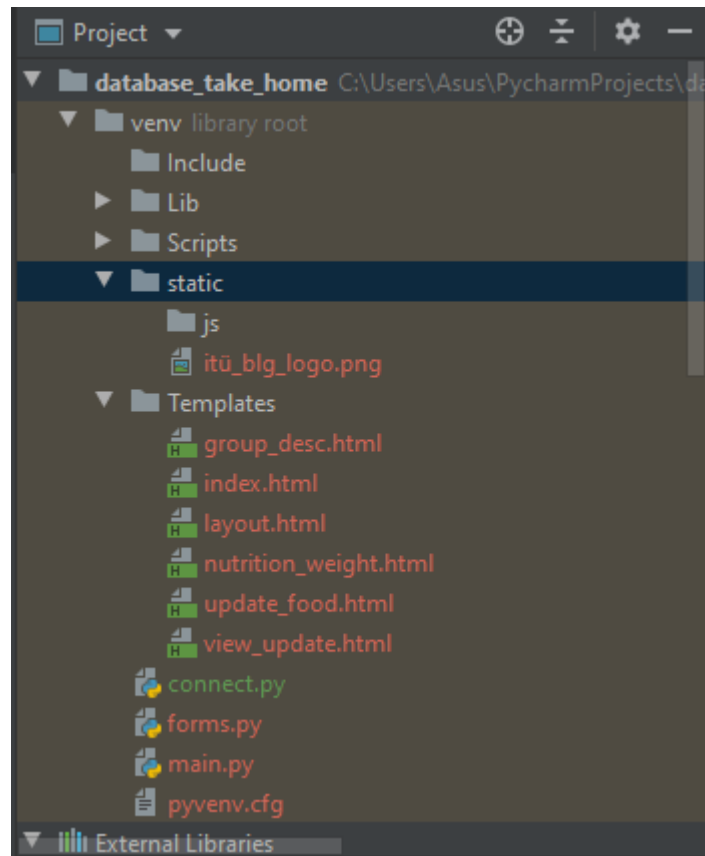 Project
database_take_home C:\Users\Asus\PycharmProjects\da
venv library root
Include
Lib
Scripts
static
js
itü_blg_logo.png
Templates
group_desc.html
index.html
layout.html
nutrition_weight.html
update_food.html
view_update.html
connect.py
forms.py
main.py
pyvenv.cfg
External Libraries